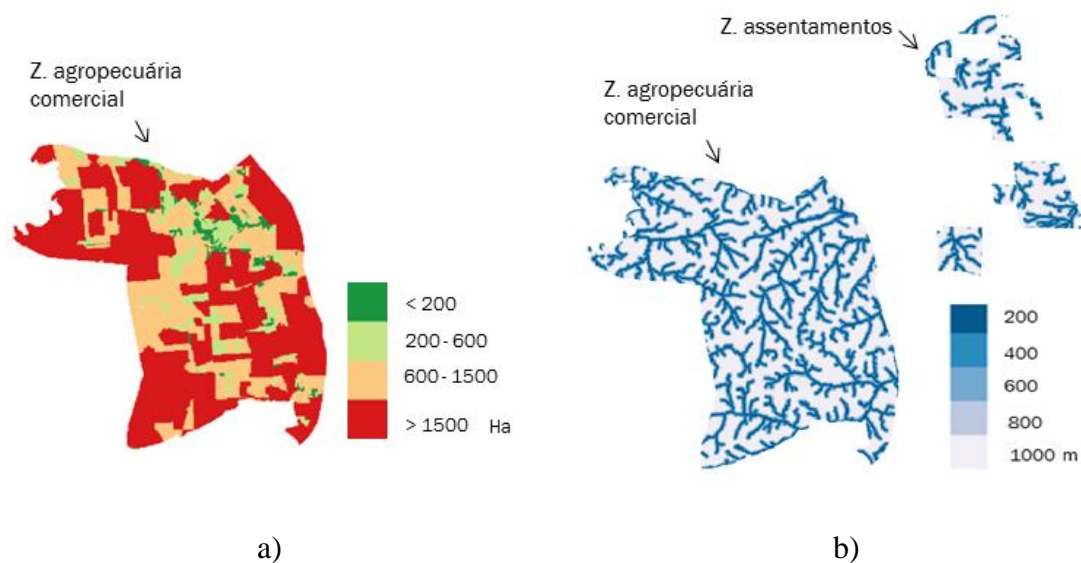 Z. agropecuária
comercial
< 200
200 - 600
600 - 1500
> 1500 Ha
a)
Z. assentamentos
Z. agropecuária
comercial
200
400
600
800
1000 m
b)